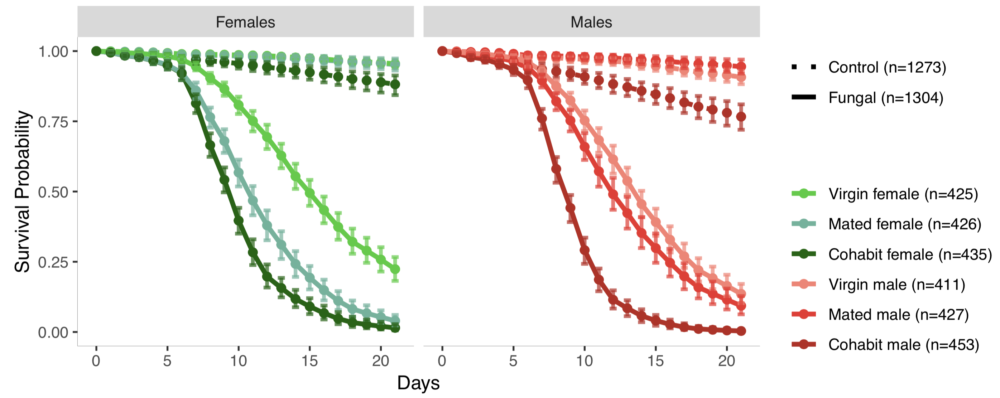 Females
Males
Survival Probability
1.00
0.75
0.50
0.25
0.00
0 5 10 15 20
0 5 10 15 20
Days
Control (n=1273)
Fungal (n=1304)
Virgin female (n=425)
Mated female (n=426)
Cohabit female (n=435)
Virgin male (n=411)
Mated male (n=427)
Cohabit male (n=453)